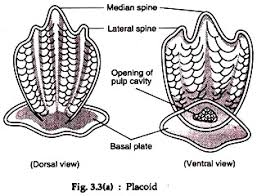 Median spine
Lateral spine
Opening of
pulp cavity
Basal plate
(Dorsal view)
(Ventral view)
Fig. 3.3(a) : Placoid